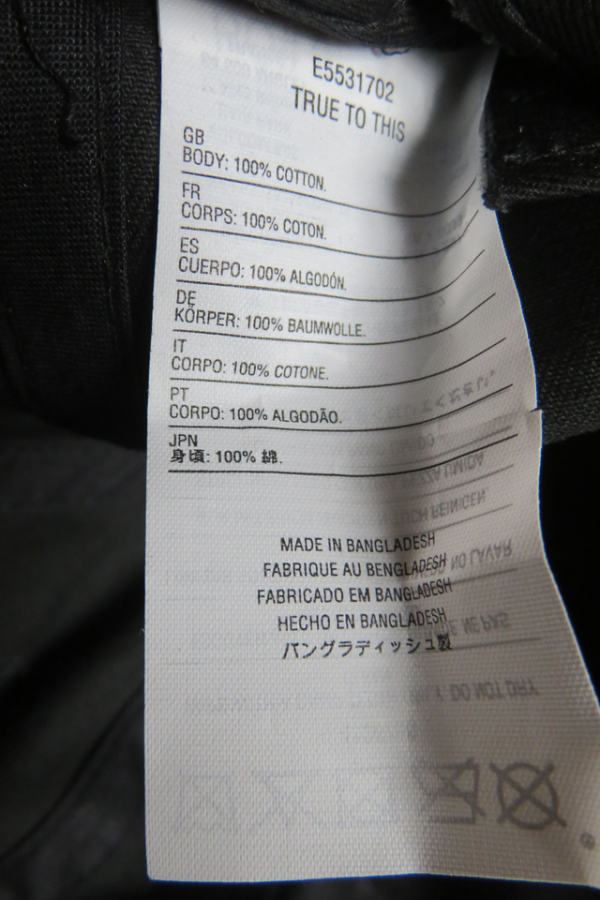 E5531702
TRUE TO THIS
GB
BODY: 100% COTTON.
FR
CORPS: 100% COTON.
ES
CUERPO: 100% ALGODÓN.
DE
KÖRPER: 100% BAUMWOLLE.
IT
CORPO: 100% COTONE.
PT
CORPO: 100% ALGODÃO.
JPN
身頃: 100% 綿.
MADE IN BANGLADESH
FABRIQUE AU BENGLADESH
FABRICADO EM BANGLADESH
HECHO EN BANGLADESH
バングラディッシュ製